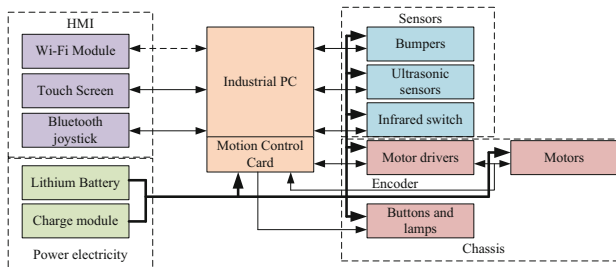 HMI
Wi-Fi Module
Touch Screen
Bluetooth
joystick
Lithium Battery
Charge module
Power electricity
Industrial PC
Motion Control
Card
Sensors
Bumpers
Ultrasonic
sensors
Infrared switch
Motor drivers
Motors
Encoder
Buttons and
lamps
Chassis